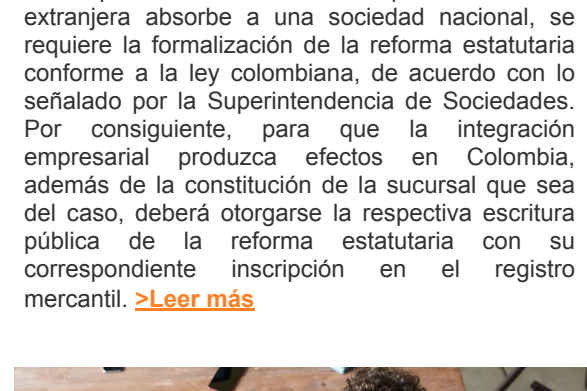 extranjera absorbe a una sociedad nacional, se
requiere la formalización de la reforma estatutaria
conforme a la ley colombiana, de acuerdo con lo
señalado por la Superintendencia de Sociedades.
Por consiguiente, para que la integración
empresarial produzca efectos en Colombia,
además de la constitución de la sucursal que sea
del caso, deberá otorgarse la respectiva escritura
pública de la reforma estatutaria con su
correspondiente inscripción en el registro
mercantil. >Leer más